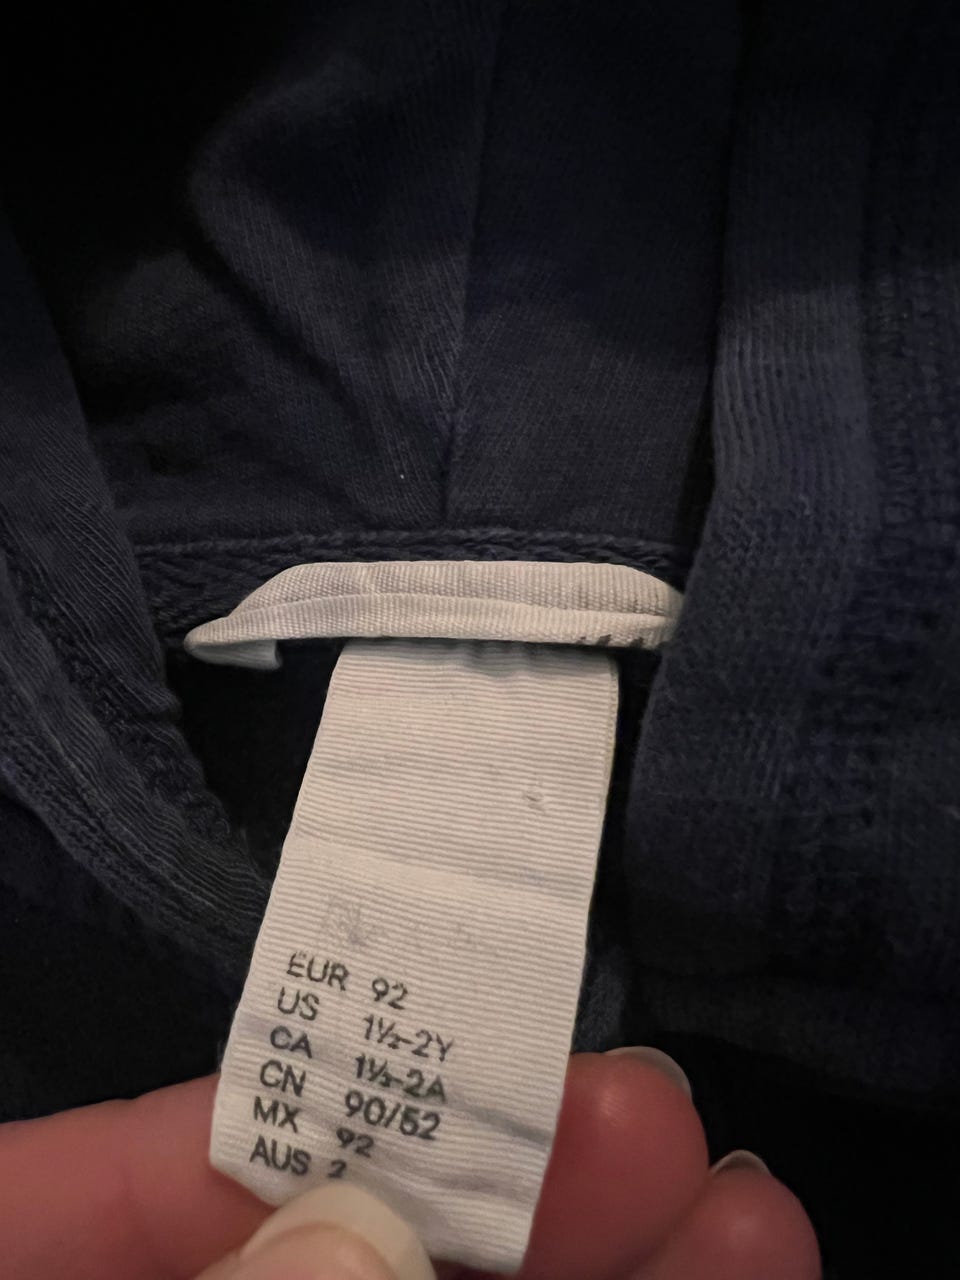 EUR 92
US 1½-2Y
CA 1½-2A
CN 90/52
MX 92
AUS 2